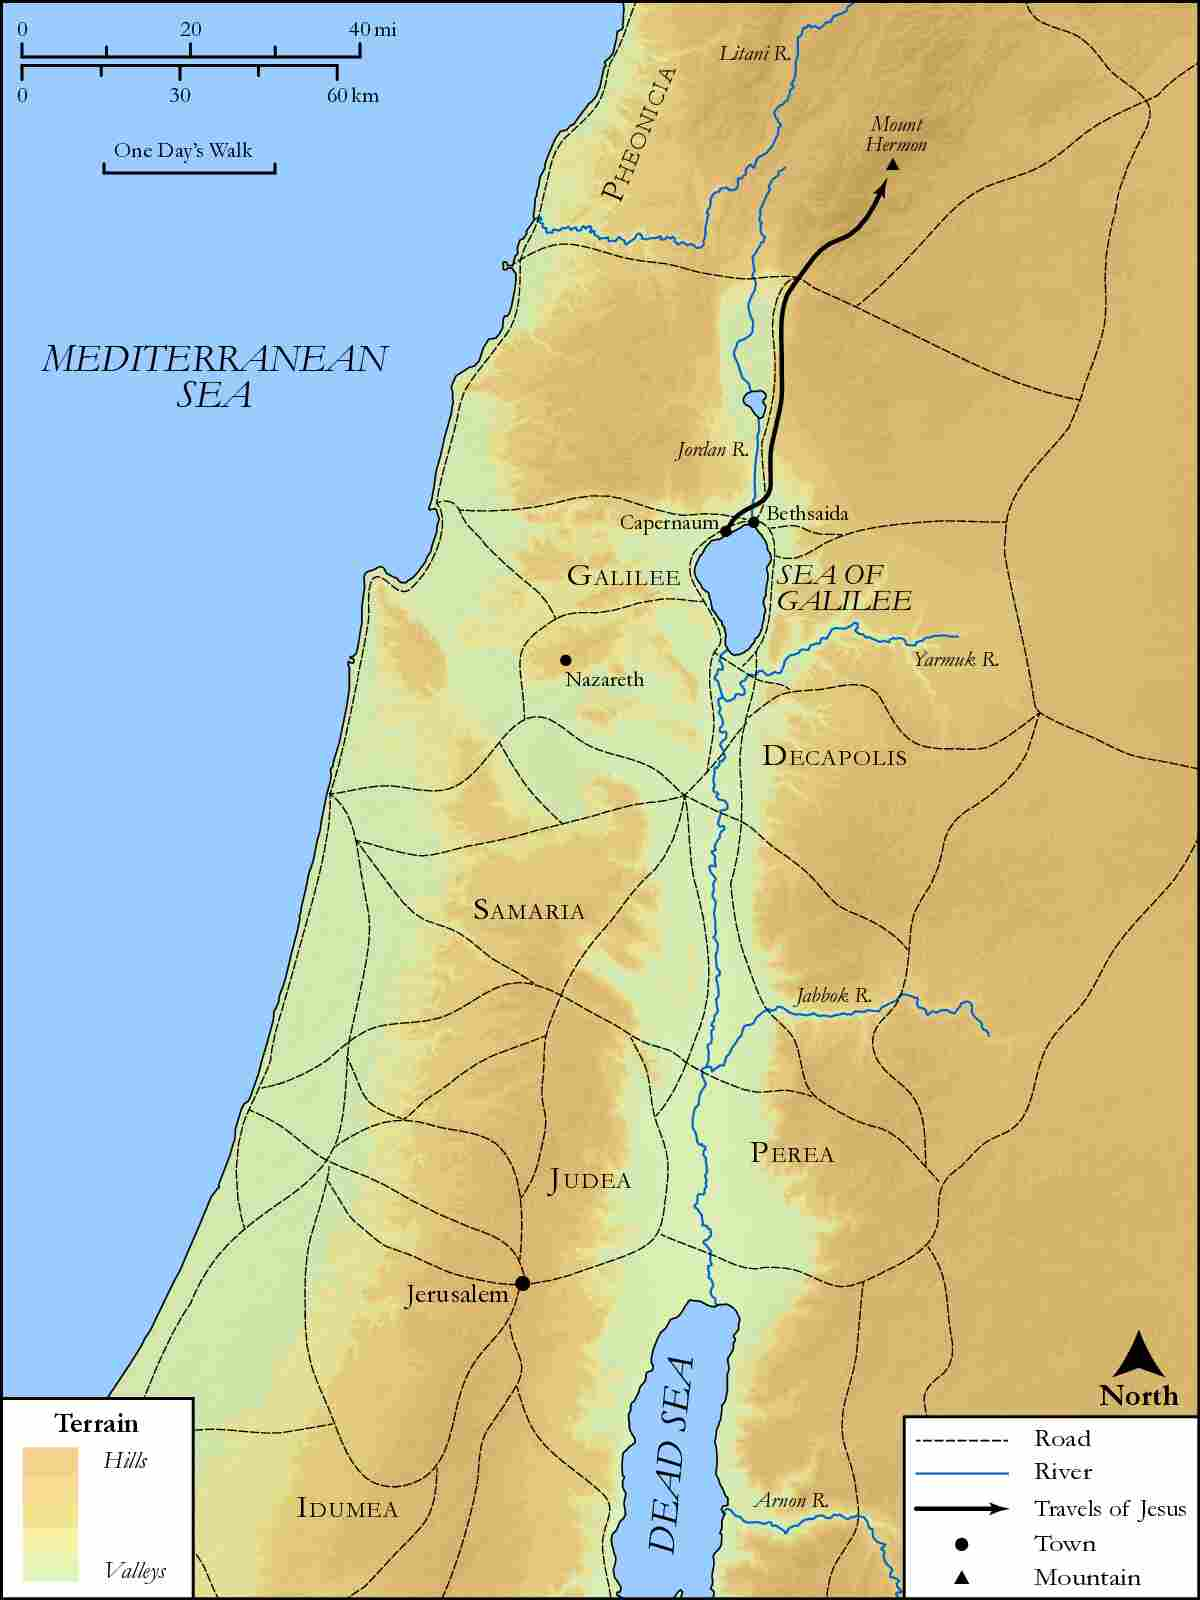 0 20 40 mi
0 30 60 km
One Day's Walk
Litani R.
PHEONICIA
Mount
Hermon
MEDITERRANEAN
SEA
Jordan R.
Capernaum
Bethsaida
GALILEE
SEA OF
GALILEE
Nazareth
Yarmuk R.
DECAPOLIS
SAMARIA
Jabbok R.
PEREA
JUDEA
Jerusalem
DEAD SEA
IDUMEA
Arnon R.
North
Terrain
Hills
Valleys
Road
River
Travels of Jesus
Town
Mountain